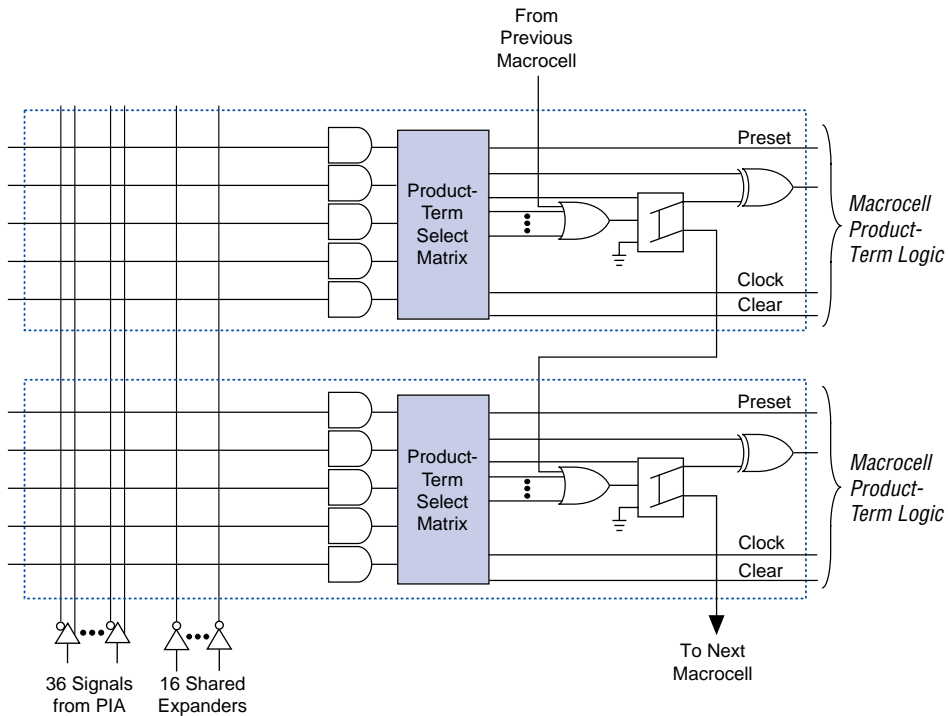 From
Previous
Macrocell
Preset
Product-
Term
Select
Matrix
Macrocell
Product-
Term Logic
Clock
Clear
Preset
Product-
Term
Select
Matrix
Macrocell
Product-
Term Logic
Clock
Clear
To Next
Macrocell
36 Signals
from PIA
16 Shared
Expanders